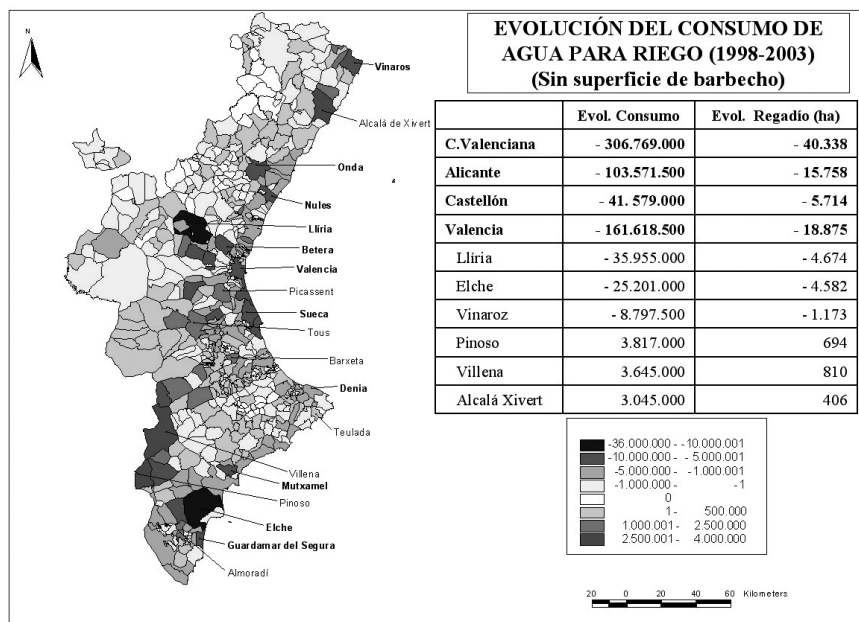 EVOLUCIÓN DEL CONSUMO DE
AGUA PARA RIEGO (1998-2003)
(Sin superficie de barbecho)
Evol. Consumo Evol. Regadío (ha)
C.Valenciana - 306.769.000 - 40.338
Alicante - 103.571.500 - 15.758
Castellón - 41. 579.000 - 5.714
Valencia - 161.618.500 - 18.875
Llíria - 35.955.000 - 4.674
Elche - 25.201.000 - 4.582
Vinaroz - 8.797.500 - 1.173
Pinoso 3.817.000 694
Villena 3.645.000 810
Alcalá Xivert 3.045.000 406
N
Vinaros
Alcalá de Xivert
Onda
Nules
Llíria
Betera
Valencia
Picassent
Sueca
Tous
Barxeta
Denia
Teulada
Villena
Mutxamel
Pinoso
Elche
Guardamar del Segura
Almoradí
-36.000.000 - -10.000.001
-10.000.000 - -5.000.001
-5.000.000 - -1.000.001
-1.000.000 - -1
0
1 - 500.000
1.000.001 - 2.500.000
2.500.001 - 4.000.000
20 0 20 40 60 Kilometers